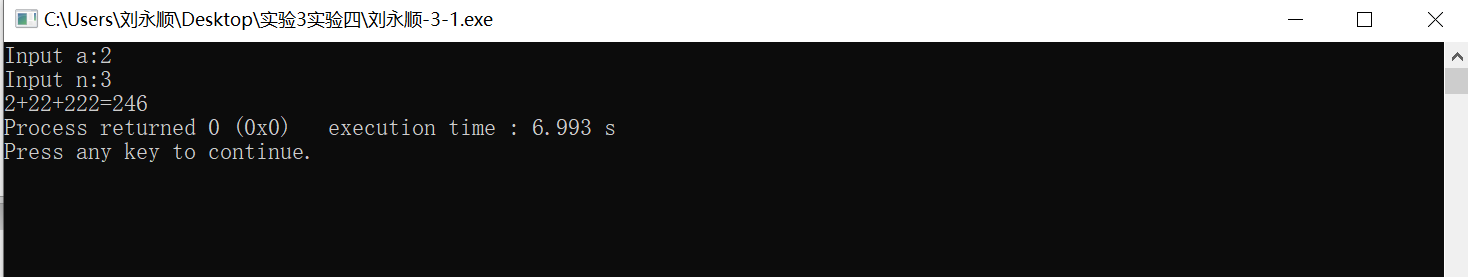 C:\Users\刘永顺\Desktop\实验3实验四\刘永顺-3-1.exe
Input a:2
Input n:3
2+22+222=246
Process returned 0 (0x0)   execution time : 6.993 s
Press any key to continue.